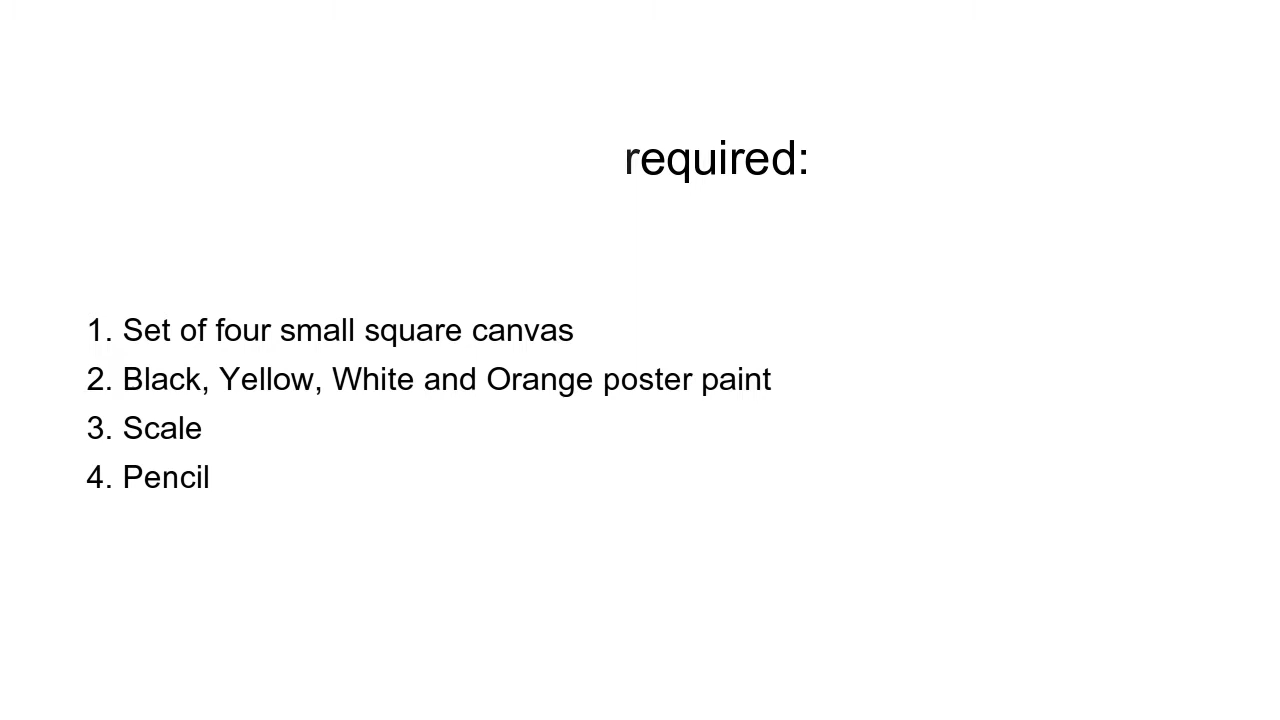 required:
1. Set of four small square canvas
2. Black, Yellow, White and Orange poster paint
3. Scale
4. Pencil